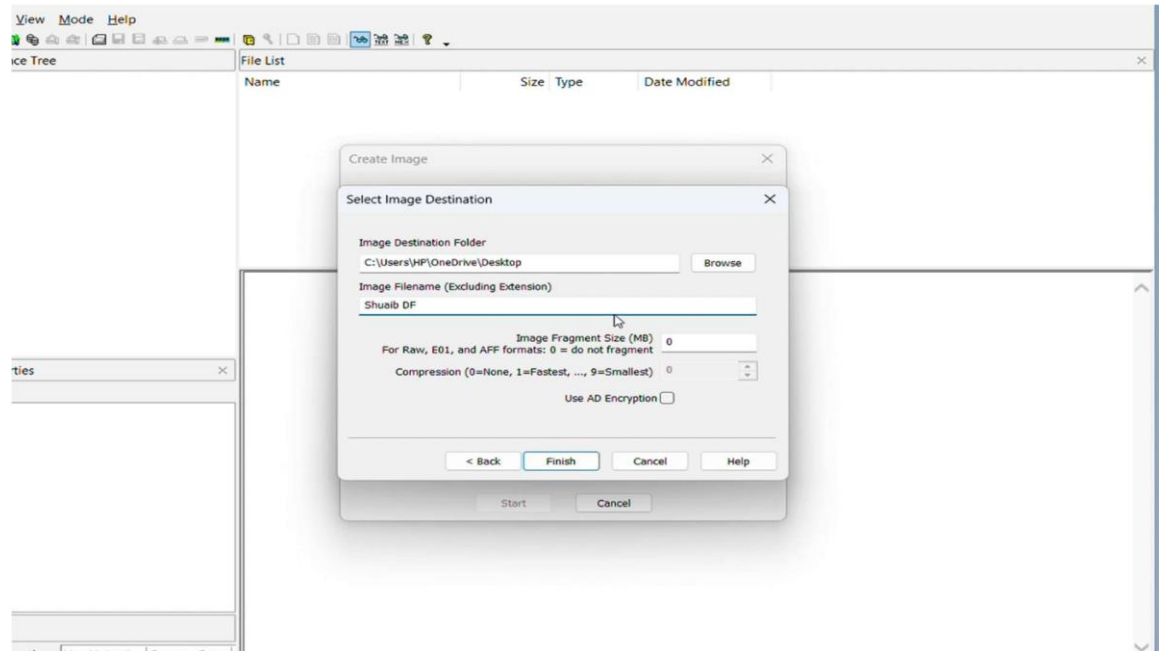 View Mode Help
ce Tree
File List
Name Size Type Date Modified
Create Image
Select Image Destination
Image Destination Folder
C:\Users\HP\OneDrive\Desktop
Browse
Image Filename (Excluding Extension)
Shuaib DF
Image Fragment Size (MB)
For Raw, E01, and AFF formats: 0 = do not fragment
0
Compression (0=None, 1=Fastest, ..., 9=Smallest) 0
Use AD Encryption
< Back Finish Cancel Help
Start Cancel
ties